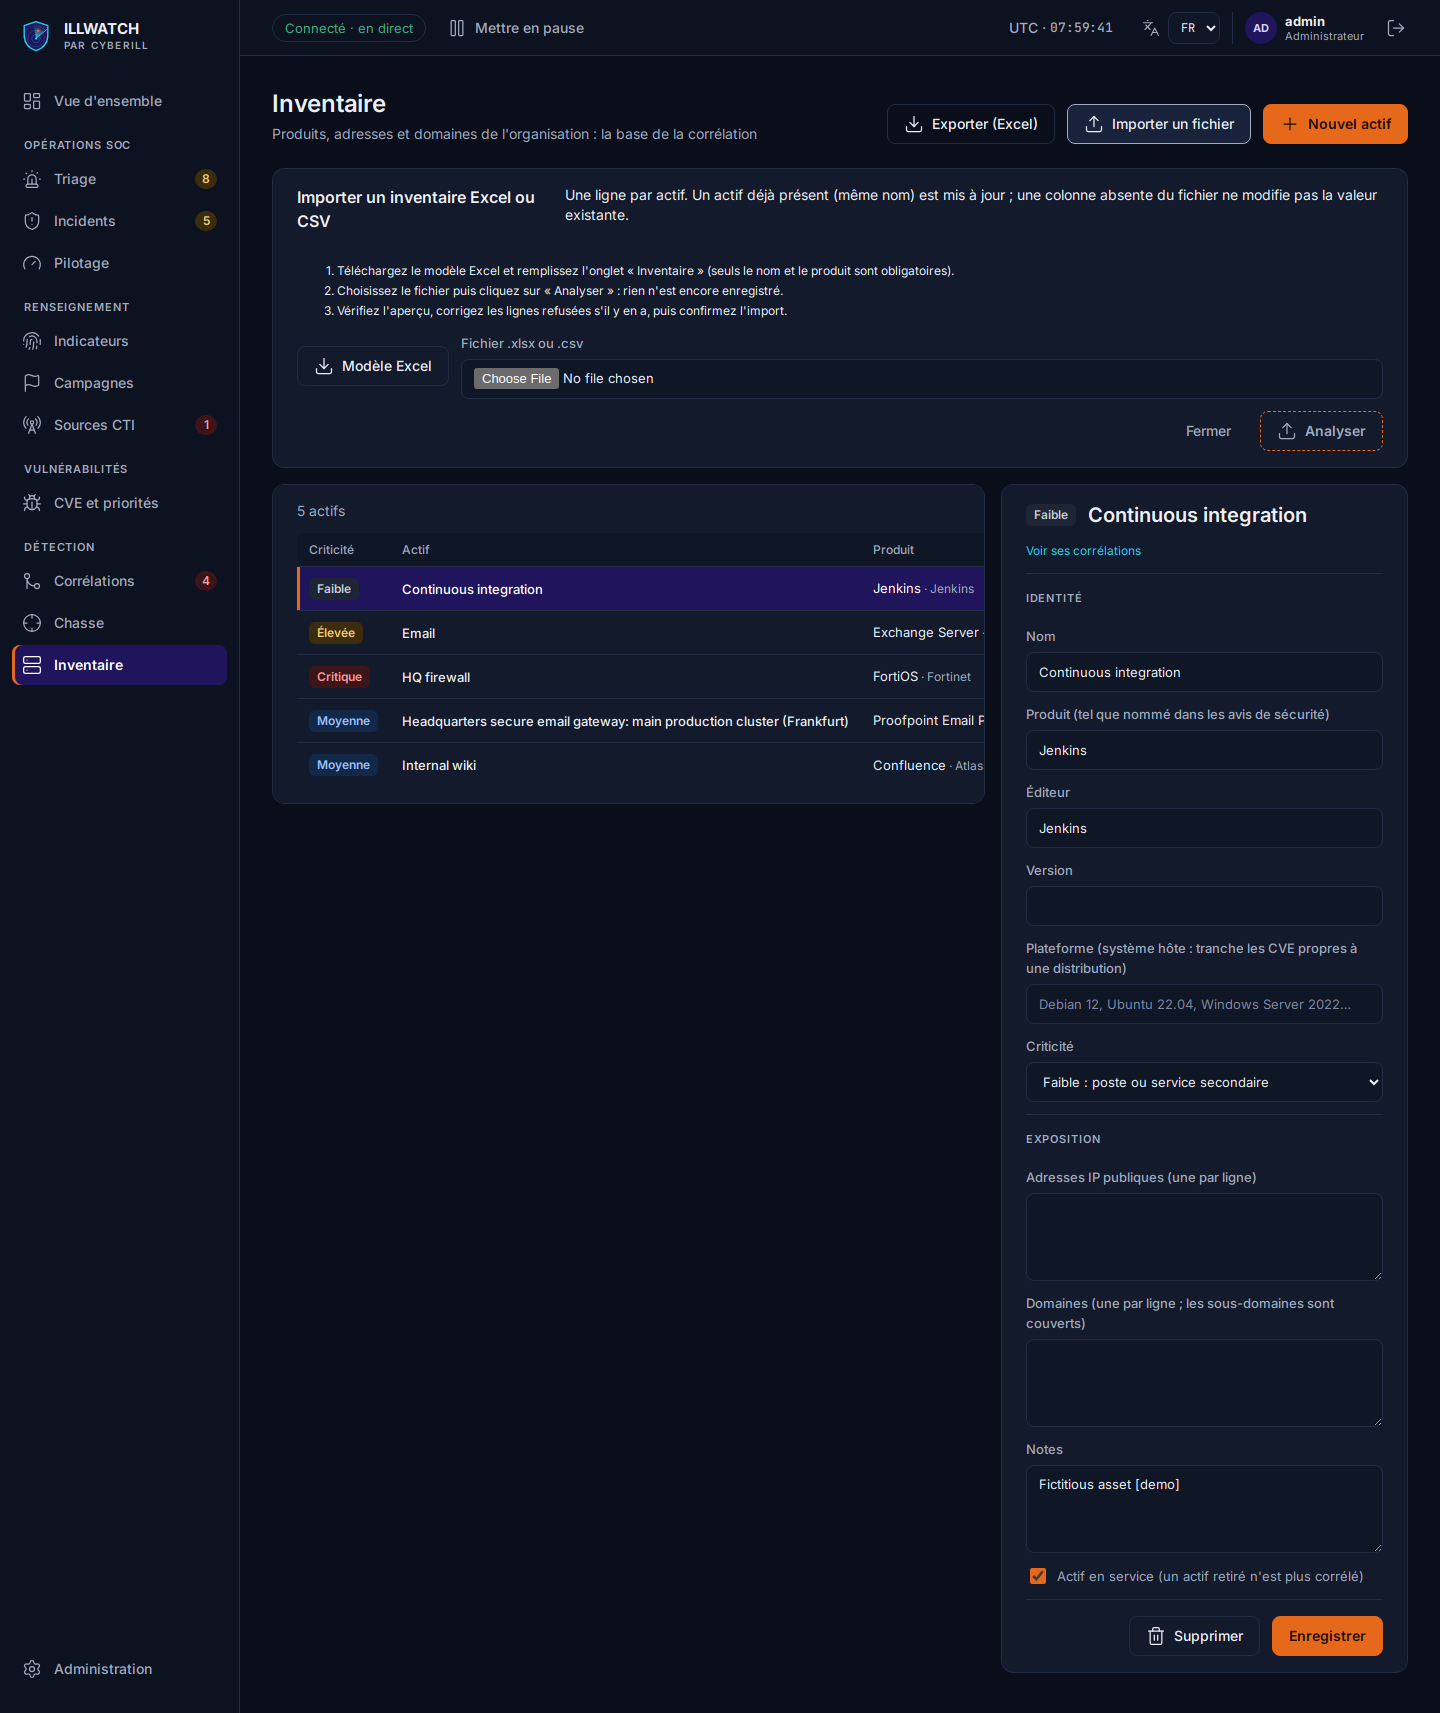 ILLWATCH
PAR CYBERILL
Vue d'ensemble
OPÉRATIONS SOC
Triage 8
Incidents 5
Pilotage
RENSEIGNEMENT
Indicateurs
Campagnes
Sources CTI 1
VULNÉRABILITÉS
CVE et priorités
DÉTECTION
Corrélations 4
Chasse
Inventaire
Administration
Connecté · en direct
Mettre en pause
UTC · 07:59:41
FR
AD
admin
Administrateur
Inventaire
Produits, adresses et domaines de l'organisation : la base de la corrélation
Exporter (Excel)
Importer un fichier
Nouvel actif
Importer un inventaire Excel ou
CSV
Une ligne par actif. Un actif déjà présent (même nom) est mis à jour ; une colonne absente du fichier ne modifie pas la valeur
existante.
1. Téléchargez le modèle Excel et remplissez l'onglet « Inventaire » (seuls le nom et le produit sont obligatoires).
2. Choisissez le fichier puis cliquez sur « Analyser » : rien n'est encore enregistré.
3. Vérifiez l'aperçu, corrigez les lignes refusées s'il y en a, puis confirmez l'import.
Modèle Excel
Fichier .xlsx ou .csv
Choose File No file chosen
Fermer
Analyser
5 actifs
Criticité Actif Produit
Faible Continuous integration Jenkins · Jenkins
Élevée Email Exchange Server ·
Critique HQ firewall FortiOS · Fortinet
Moyenne Headquarters secure email gateway: main production cluster (Frankfurt) Proofpoint Email P
Moyenne Internal wiki Confluence · Atlas
Faible Continuous integration
Voir ses corrélations
IDENTITÉ
Nom
Continuous integration
Produit (tel que nommé dans les avis de sécurité)
Jenkins
Éditeur
Jenkins
Version
Plateforme (système hôte : tranche les CVE propres à
une distribution)
Debian 12, Ubuntu 22.04, Windows Server 2022…
Criticité
Faible : poste ou service secondaire
EXPOSITION
Adresses IP publiques (une par ligne)
Domaines (une par ligne ; les sous-domaines sont
couverts)
Notes
Fictitious asset [demo]
Actif en service (un actif retiré n'est plus corrélé)
Supprimer
Enregistrer